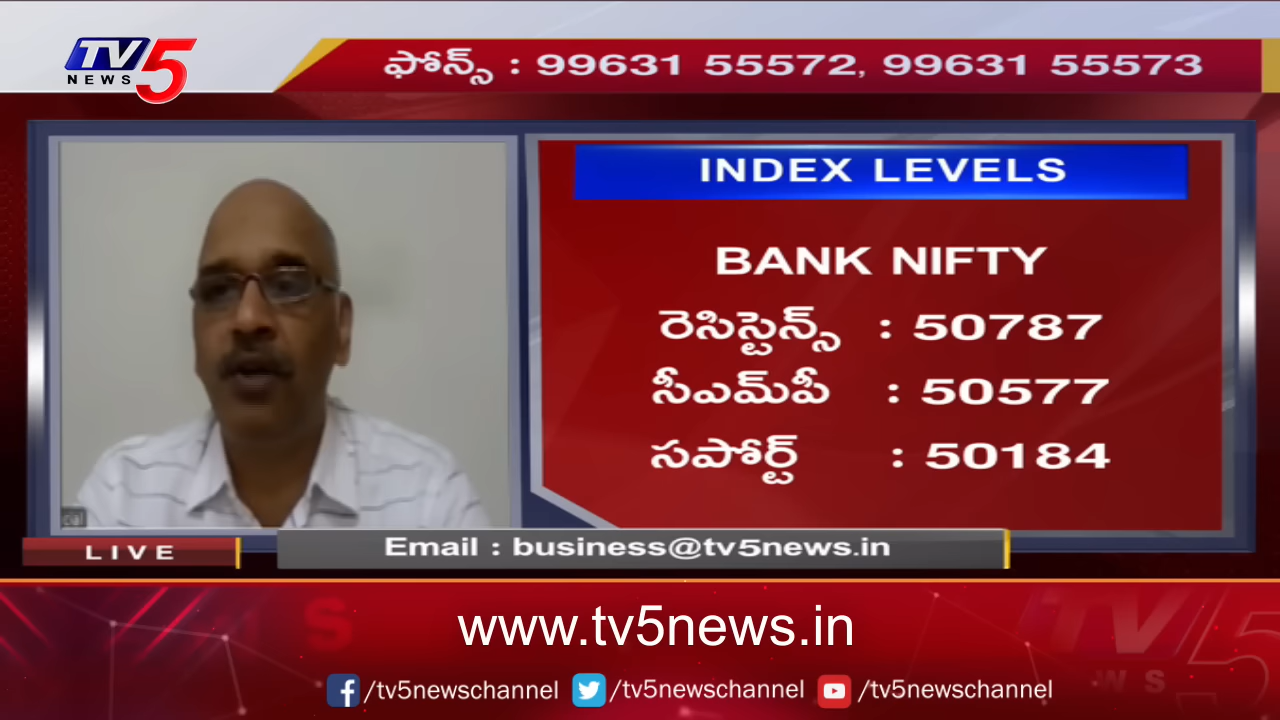 TV5
NEWS
ఫోన్స్ : 99631 55572, 99631 55573
INDEX LEVELS
BANK NIFTY
రెసిస్టెన్స్ : 50787
సీఎమ్‌పీ : 50577
సపోర్ట్ : 50184
LIVE
Email : business@tv5news.in
www.tv5news.in
/tv5newschannel /tv5newschannel /tv5newschannel